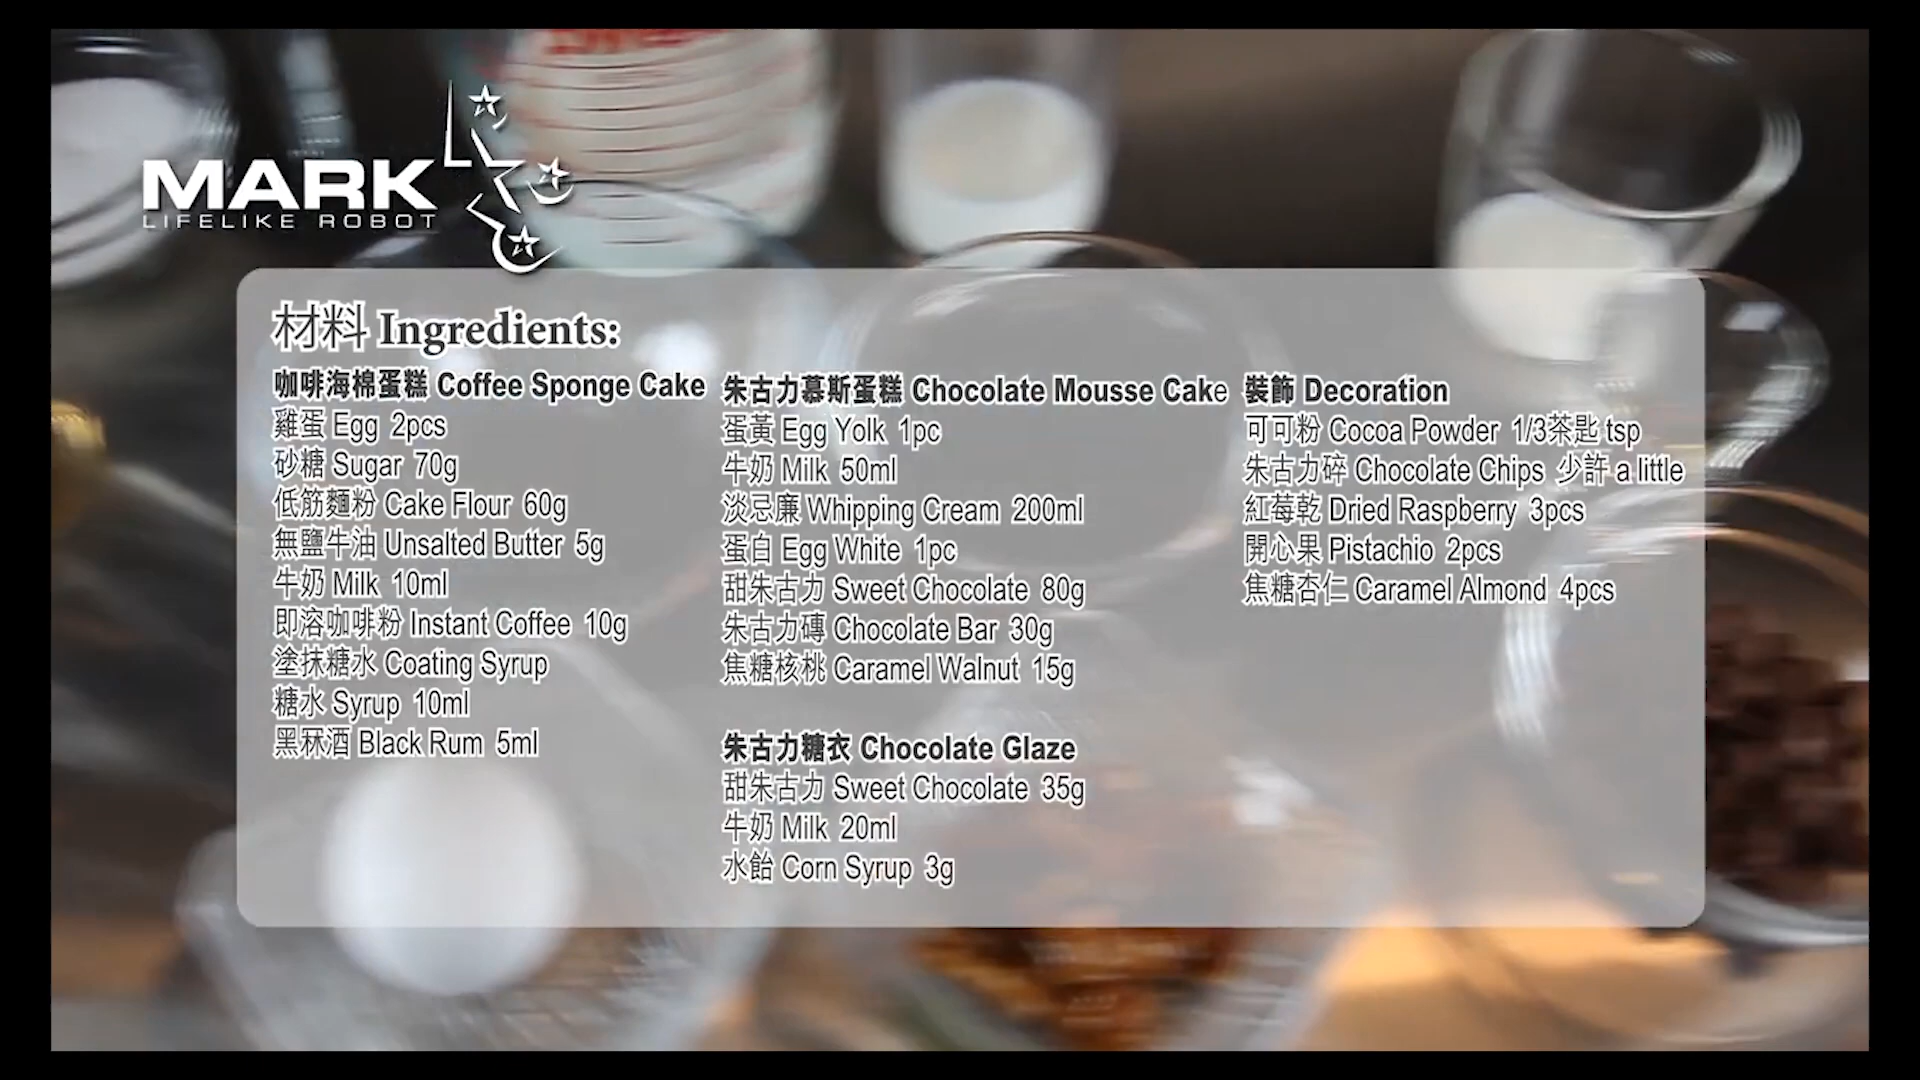 MARK
LIFELIKE ROBOT
材料 Ingredients:
咖啡海棉蛋糕 Coffee Sponge Cake
雞蛋 Egg 2pcs
砂糖 Sugar 70g
低筋麵粉 Cake Flour 60g
無鹽牛油 Unsalted Butter 5g
牛奶 Milk 10ml
即溶咖啡粉 Instant Coffee 10g
塗抹糖水 Coating Syrup
糖水 Syrup 10ml
黑冧酒 Black Rum 5ml
朱古力慕斯蛋糕 Chocolate Mousse Cake
蛋黃 Egg Yolk 1pc
牛奶 Milk 50ml
淡忌廉 Whipping Cream 200ml
蛋白 Egg White 1pc
甜朱古力 Sweet Chocolate 80g
朱古力磚 Chocolate Bar 30g
焦糖核桃 Caramel Walnut 15g
朱古力糖衣 Chocolate Glaze
甜朱古力 Sweet Chocolate 35g
牛奶 Milk 20ml
水飴 Corn Syrup 3g
裝飾 Decoration
可可粉 Cocoa Powder 1/3茶匙 tsp
朱古力碎 Chocolate Chips 少許 a little
紅莓乾 Dried Raspberry 3pcs
開心果 Pistachio 2pcs
焦糖杏仁 Caramel Almond 4pcs